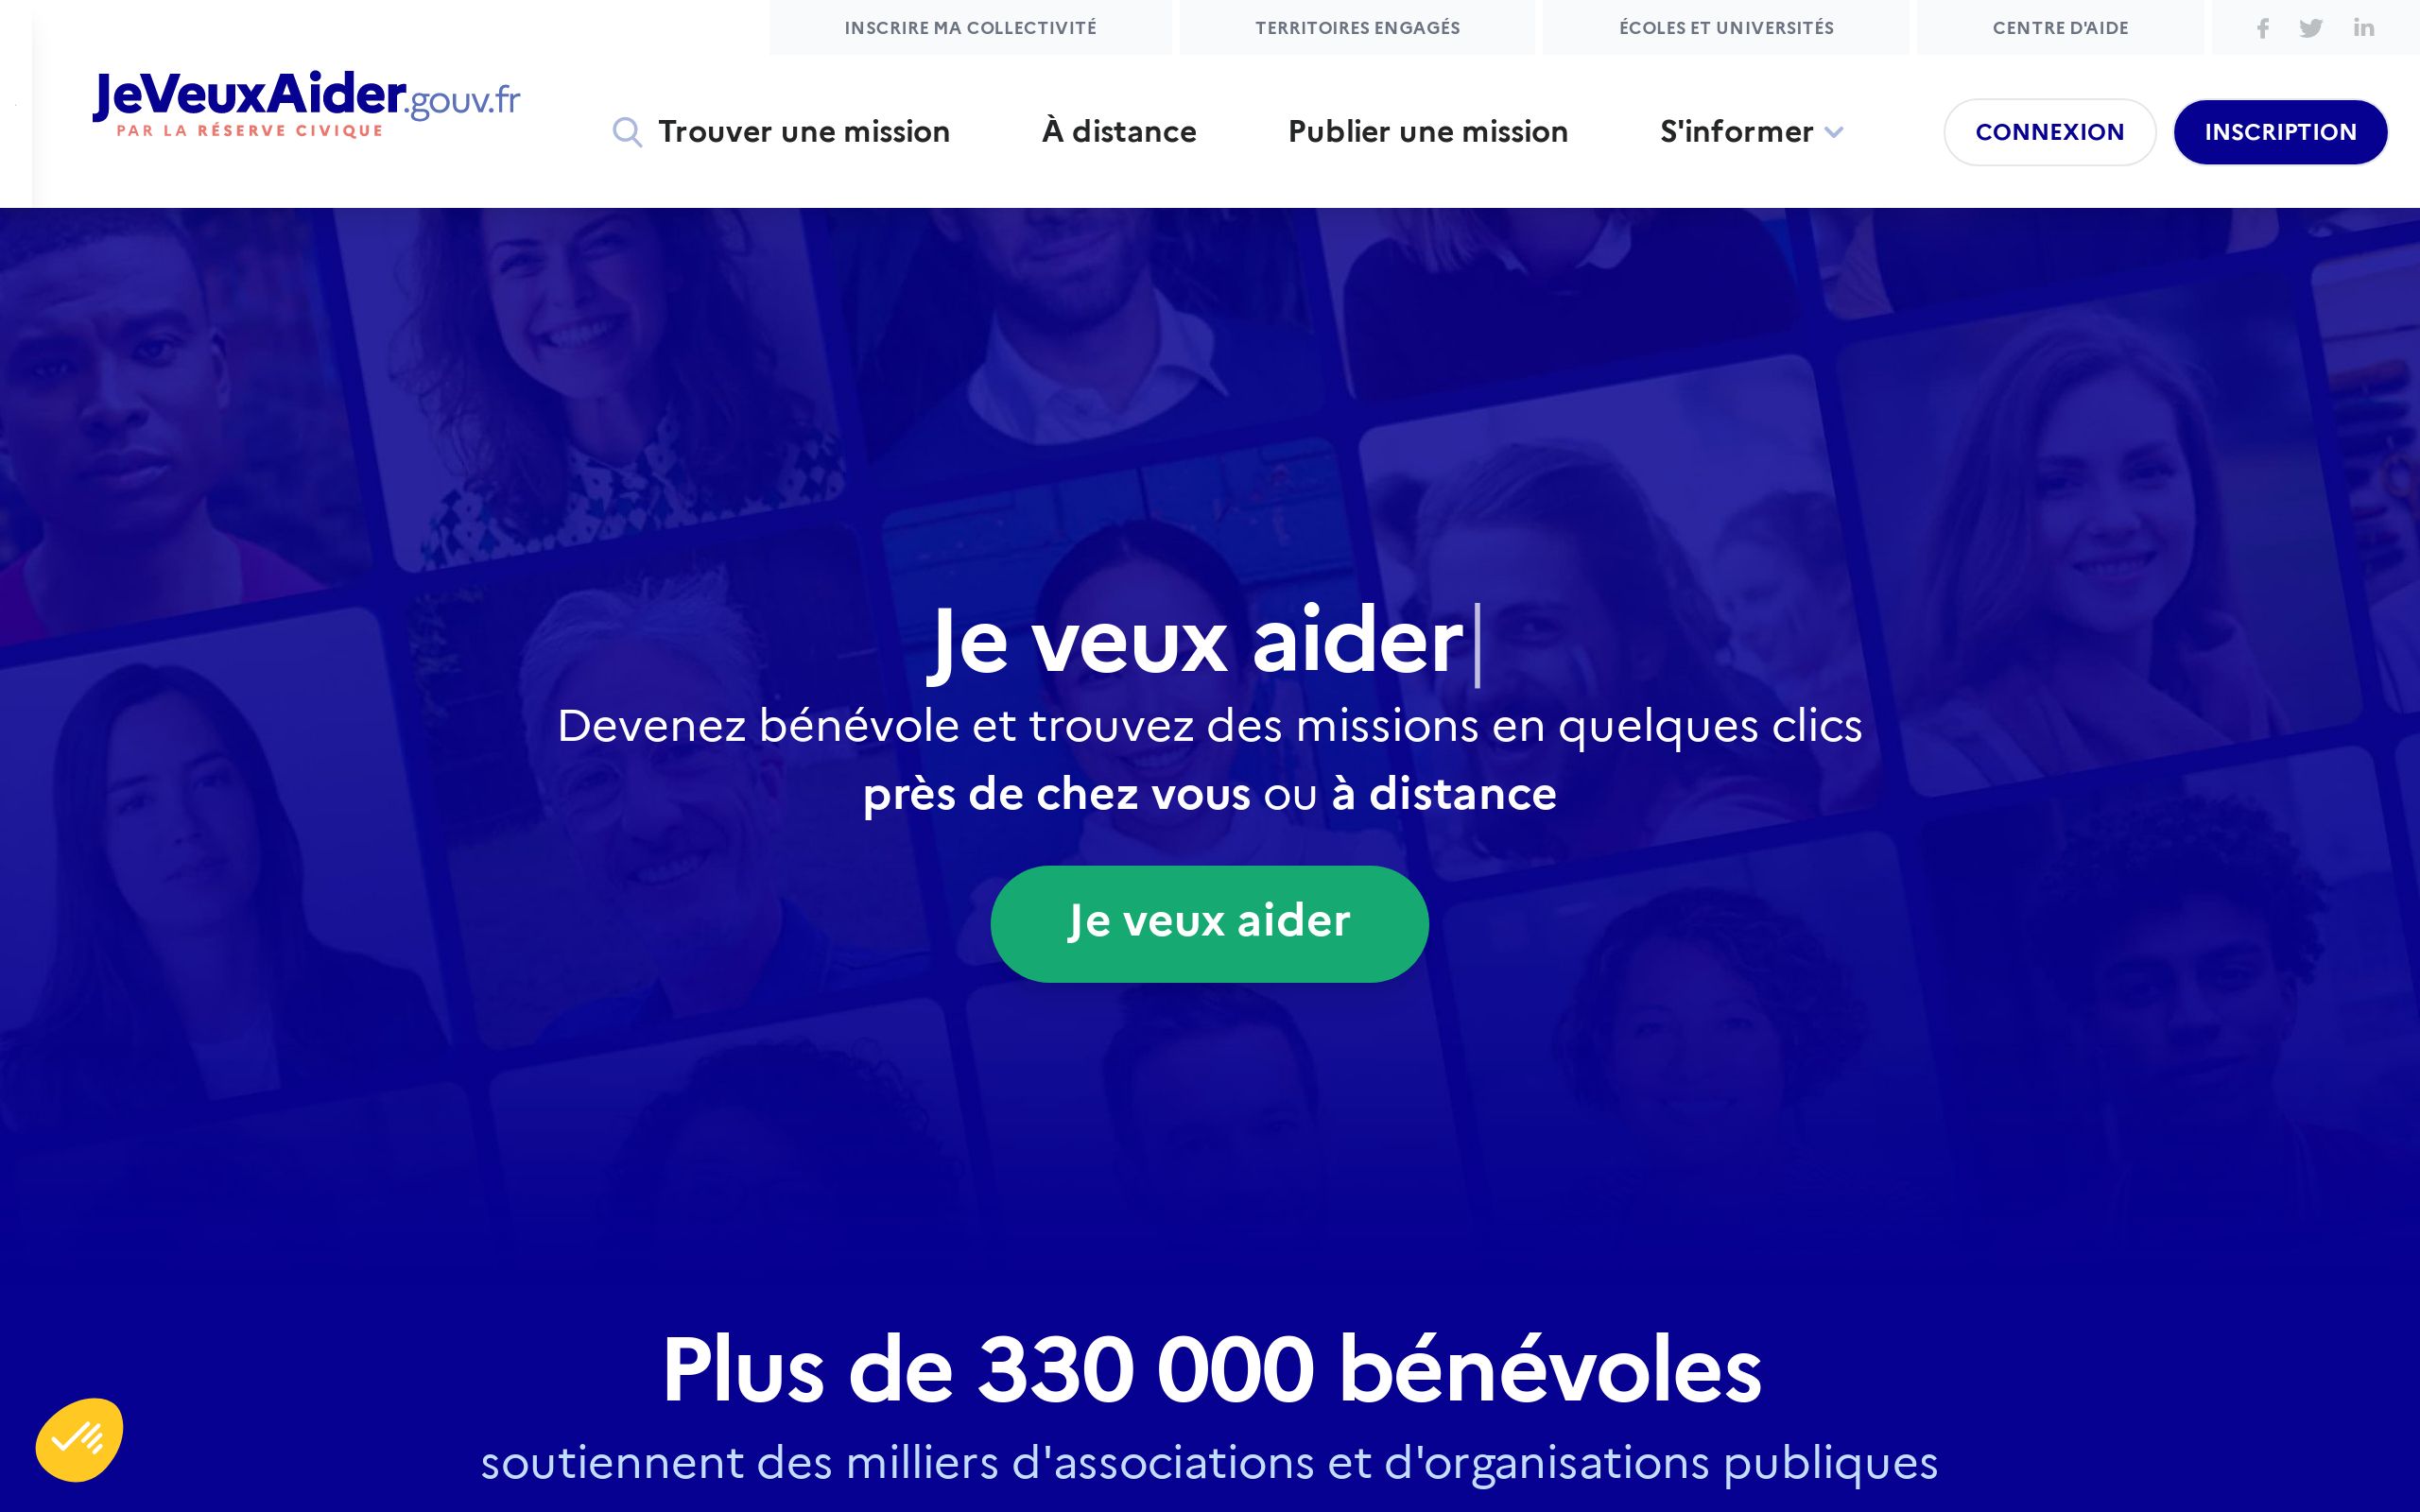 INSCRIRE MA COLLECTIVITÉ
TERRITOIRES ENGAGÉS
ÉCOLES ET UNIVERSITÉS
CENTRE D'AIDE
JeVeuxAider.gouv.fr
PAR LA RÉSERVE CIVIQUE
Trouver une mission
À distance
Publier une mission
S'informer
CONNEXION
INSCRIPTION
Je veux aider
Devenez bénévole et trouvez des missions en quelques clics
près de chez vous ou à distance
Je veux aider
Plus de 330 000 bénévoles
soutiennent des milliers d'associations et d'organisations publiques